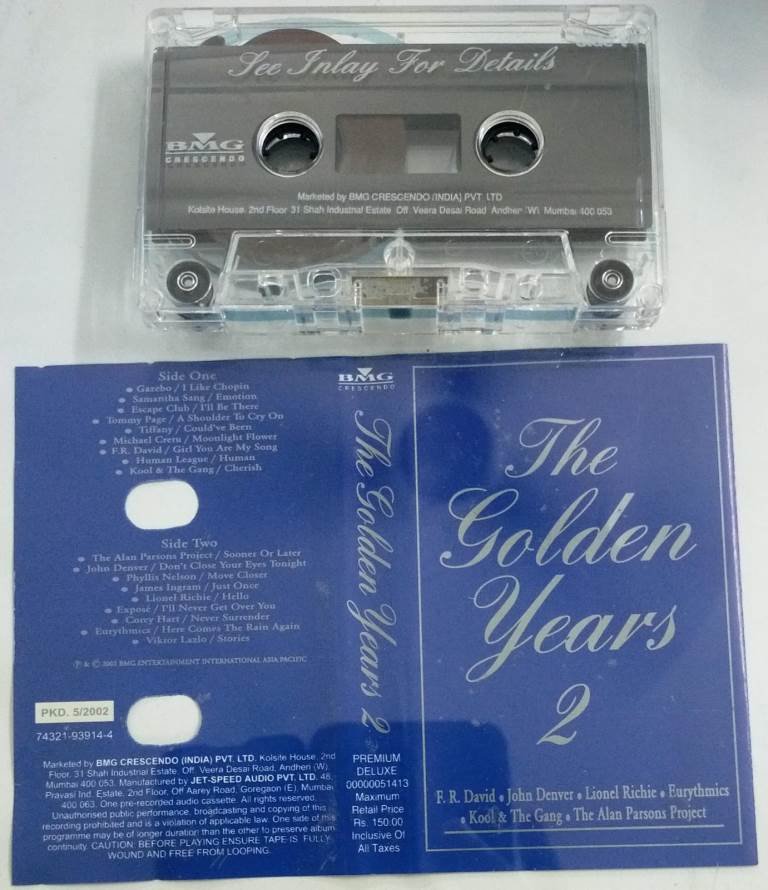 See Inlay For Details
BMG
CRESCENDO
Marketed by BMG CRESCENDO (INDIA) PVT. LTD
Kolsite House. 2nd Floor 31 Shah Industrial Estate. Off. Veera Desai Road Andheri (W). Mumbai 400 053
Side One
• Gazebo / I Like Chopin
• Samantha Sang / Emotion
• Escape Club / I'll Be There
• Tommy Page / A Shoulder To Cry On
• Tiffany / Could've Been
• Michael Cretu / Moonlight Flower
• F.R. David / Girl You Are My Song
• Human League / Human
• Kool & The Gang / Cherish
Side Two
• The Alan Parsons Project / Sooner Or Later
• John Denver / Don't Close Your Eyes Tonight
• Phyllis Nelson / Move Closer
• James Ingram / Just Once
• Lionel Richie / Hello
• Exposé / I'll Never Get Over You
• Corey Hart / Never Surrender
• Eurythmics / Here Comes The Rain Again
• Viktor Lazlo / Stories
℗ & © 2002 BMG ENTERTAINMENT INTERNATIONAL ASIA PACIFIC
PKD. 5/2002
74321-93914-4
Marketed by BMG CRESCENDO (INDIA) PVT. LTD. Kolsite House. 2nd
Floor. 31 Shah Industrial Estate. Off. Veera Desai Road, Andheri (W).
Mumbai 400 053. Manufactured by JET-SPEED AUDIO PVT. LTD. 48,
Pravasi Ind. Estate. 2nd Floor, Off Aarey Road, Goregaon (E), Mumbai
400 063. One pre-recorded audio cassette. All rights reserved.
Unauthorised public performance, broadcasting and copying of this
recording prohibited and is a violation of applicable law. One side of this
programme may be of longer duration than the other to preserve album
continuity. CAUTION: BEFORE PLAYING ENSURE TAPE IS FULLY
WOUND AND FREE FROM LOOPING.
BMG
CRESCENDO
The Golden Years 2
PREMIUM
DELUXE
00000051413
Maximum
Retail Price
Rs. 150.00
Inclusive Of
All Taxes
The
Golden
Years
2
F. R. David • John Denver • Lionel Richie • Eurythmics
• Kool & The Gang • The Alan Parsons Project